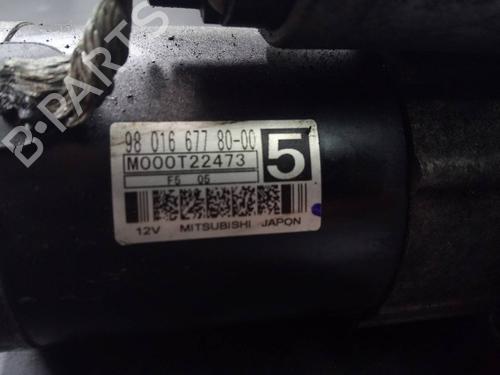 B-PARTS
98 016 677 80-00
5
M000T22473
F5 05
12V MITSUBISHI JAPON